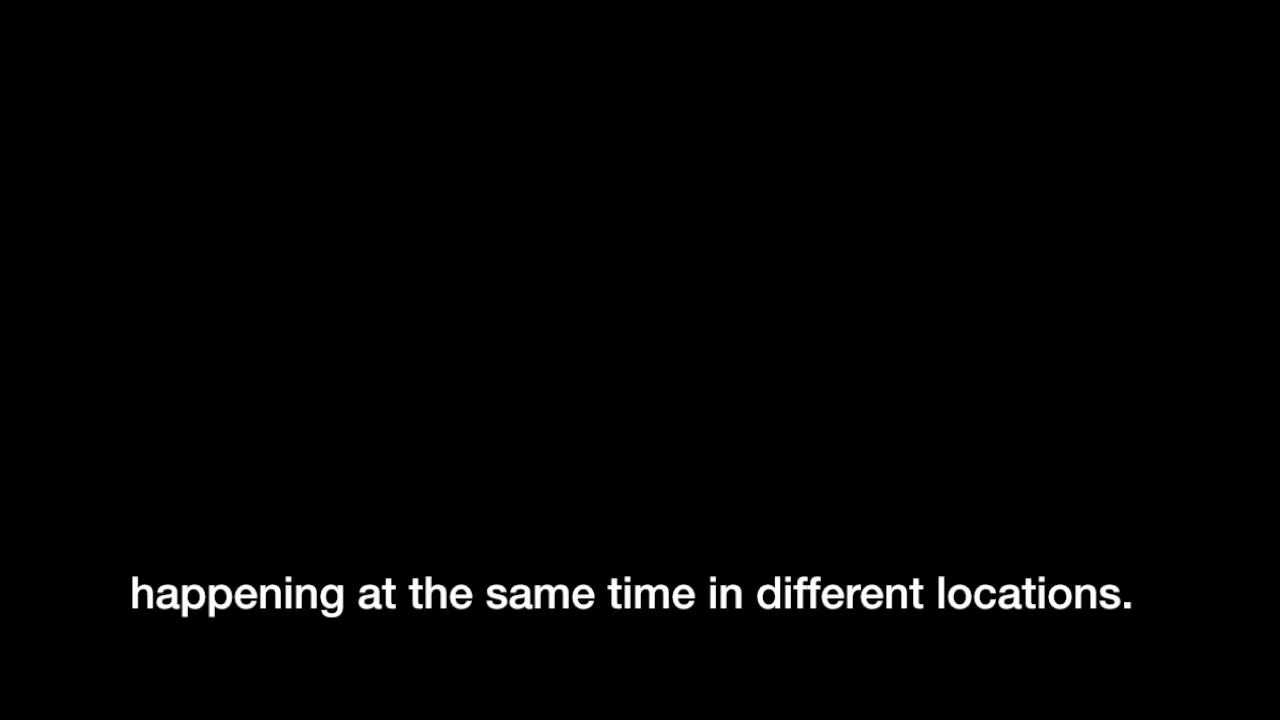 happening at the same time in different locations.